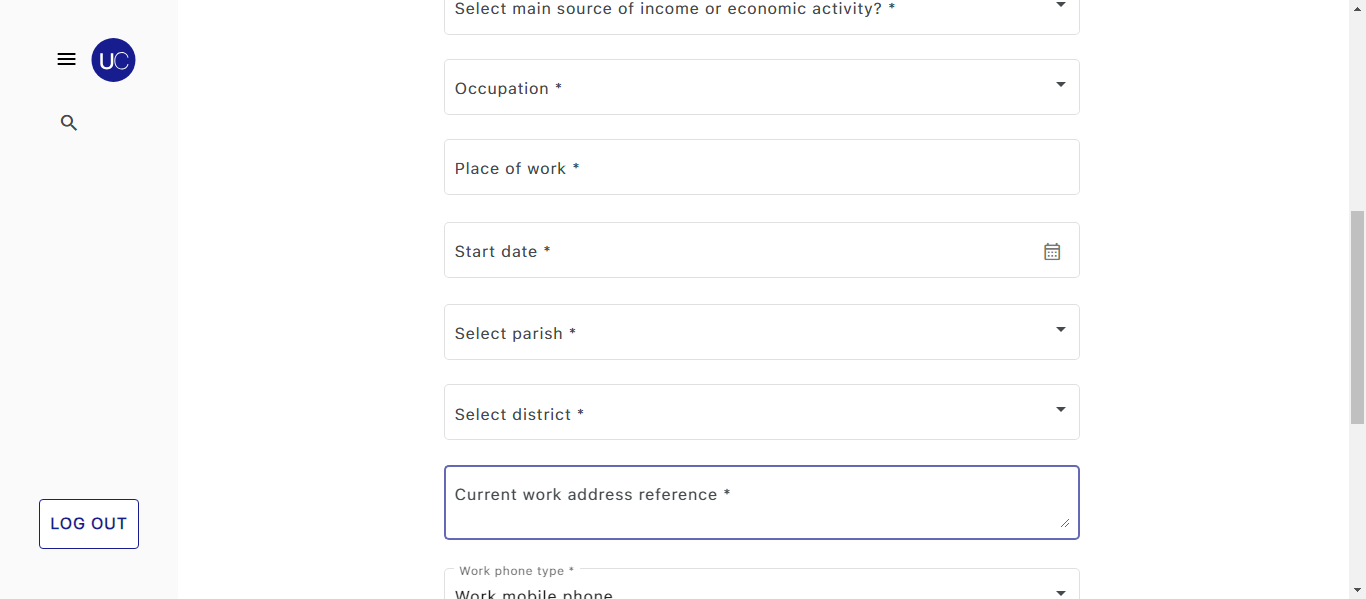 UC
LOG OUT
Select main source of income or economic activity? *
Occupation *
Place of work *
Start date *
Select parish *
Select district *
Current work address reference *
Work phone type *
Work mobile phone